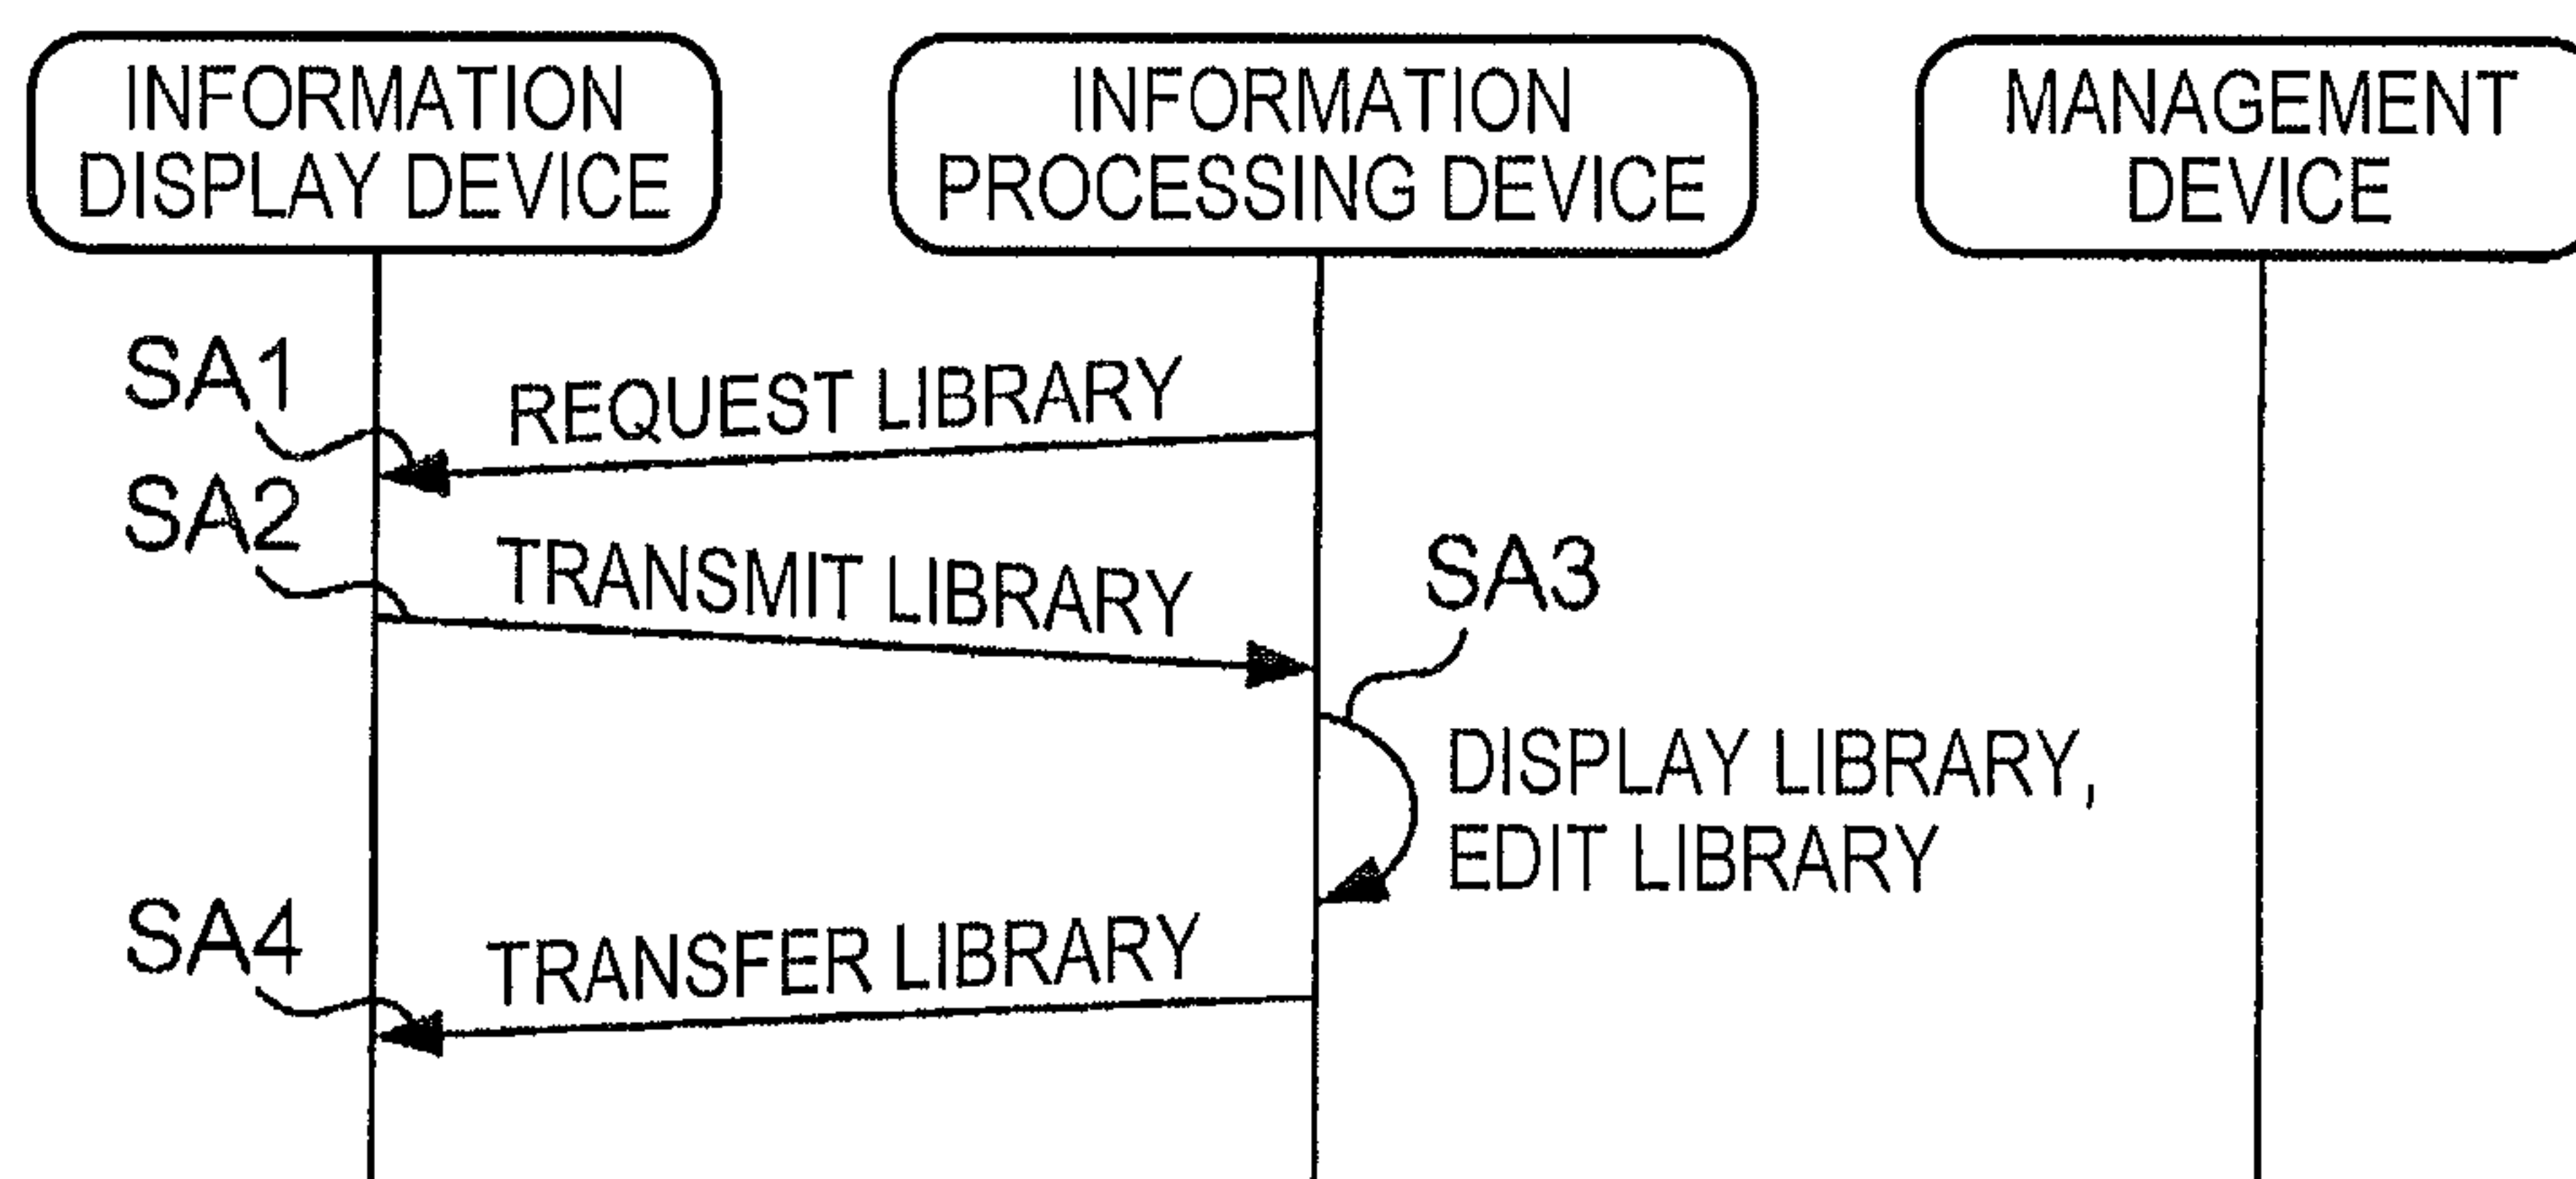 INFORMATION
DISPLAY DEVICE
INFORMATION
PROCESSING DEVICE
MANAGEMENT
DEVICE
SA1
REQUEST LIBRARY
SA2
TRANSMIT LIBRARY
SA3
DISPLAY LIBRARY,
EDIT LIBRARY
SA4
TRANSFER LIBRARY